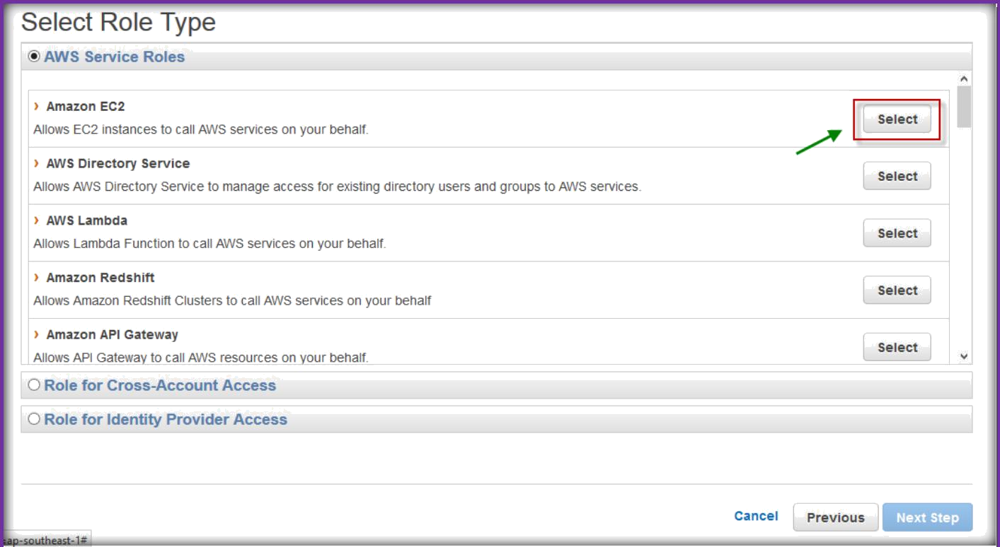 Select Role Type
AWS Service Roles
Amazon EC2
Allows EC2 instances to call AWS services on your behalf.
Select
AWS Directory Service
Allows AWS Directory Service to manage access for existing directory users and groups to AWS services.
Select
AWS Lambda
Allows Lambda Function to call AWS services on your behalf.
Select
Amazon Redshift
Allows Amazon Redshift Clusters to call AWS services on your behalf
Select
Amazon API Gateway
Allows API Gateway to call AWS resources on your behalf.
Select
Role for Cross-Account Access
Role for Identity Provider Access
Cancel
Previous
Next Step
ap-southeast-1#